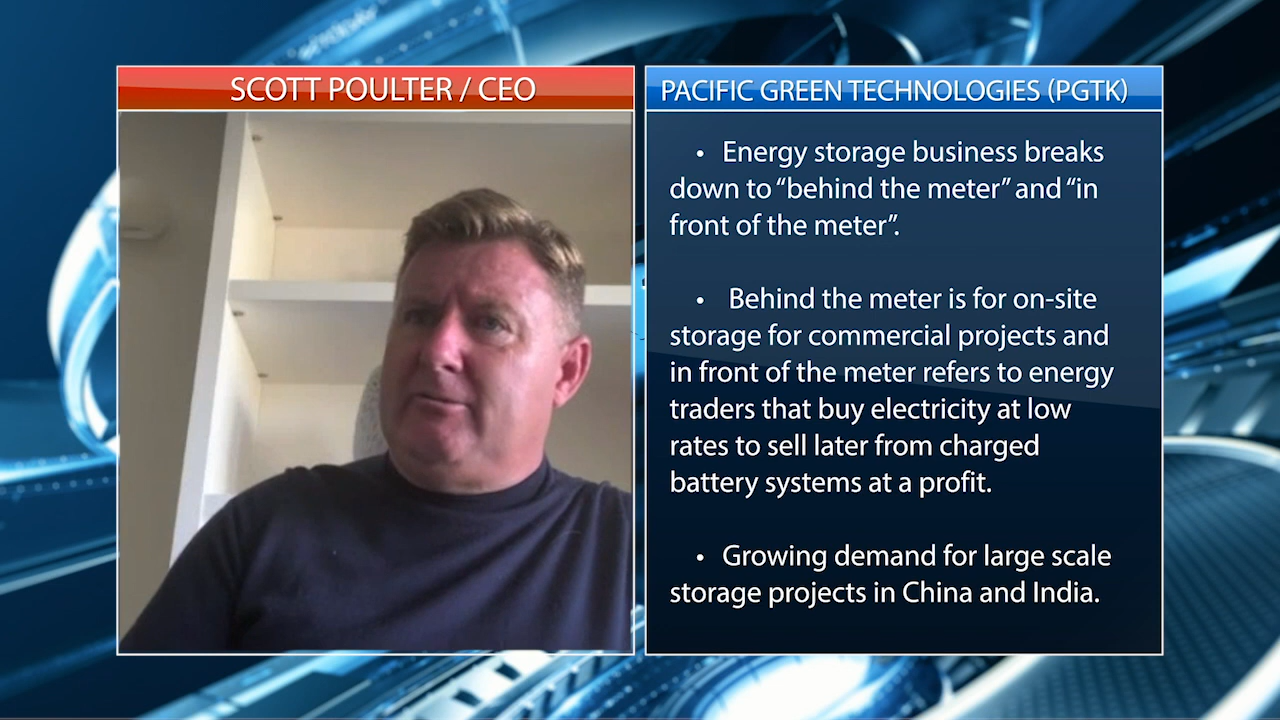 SCOTT POULTER / CEO
PACIFIC GREEN TECHNOLOGIES (PGTK)
• Energy storage business breaks
down to “behind the meter” and “in
front of the meter”.
• Behind the meter is for on-site
storage for commercial projects and
in front of the meter refers to energy
traders that buy electricity at low
rates to sell later from charged
battery systems at a profit.
• Growing demand for large scale
storage projects in China and India.